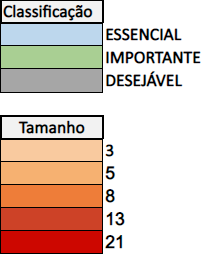 Classificação
ESSENCIAL
IMPORTANTE
DESEJÁVEL
Tamanho
3
5
8
13
21